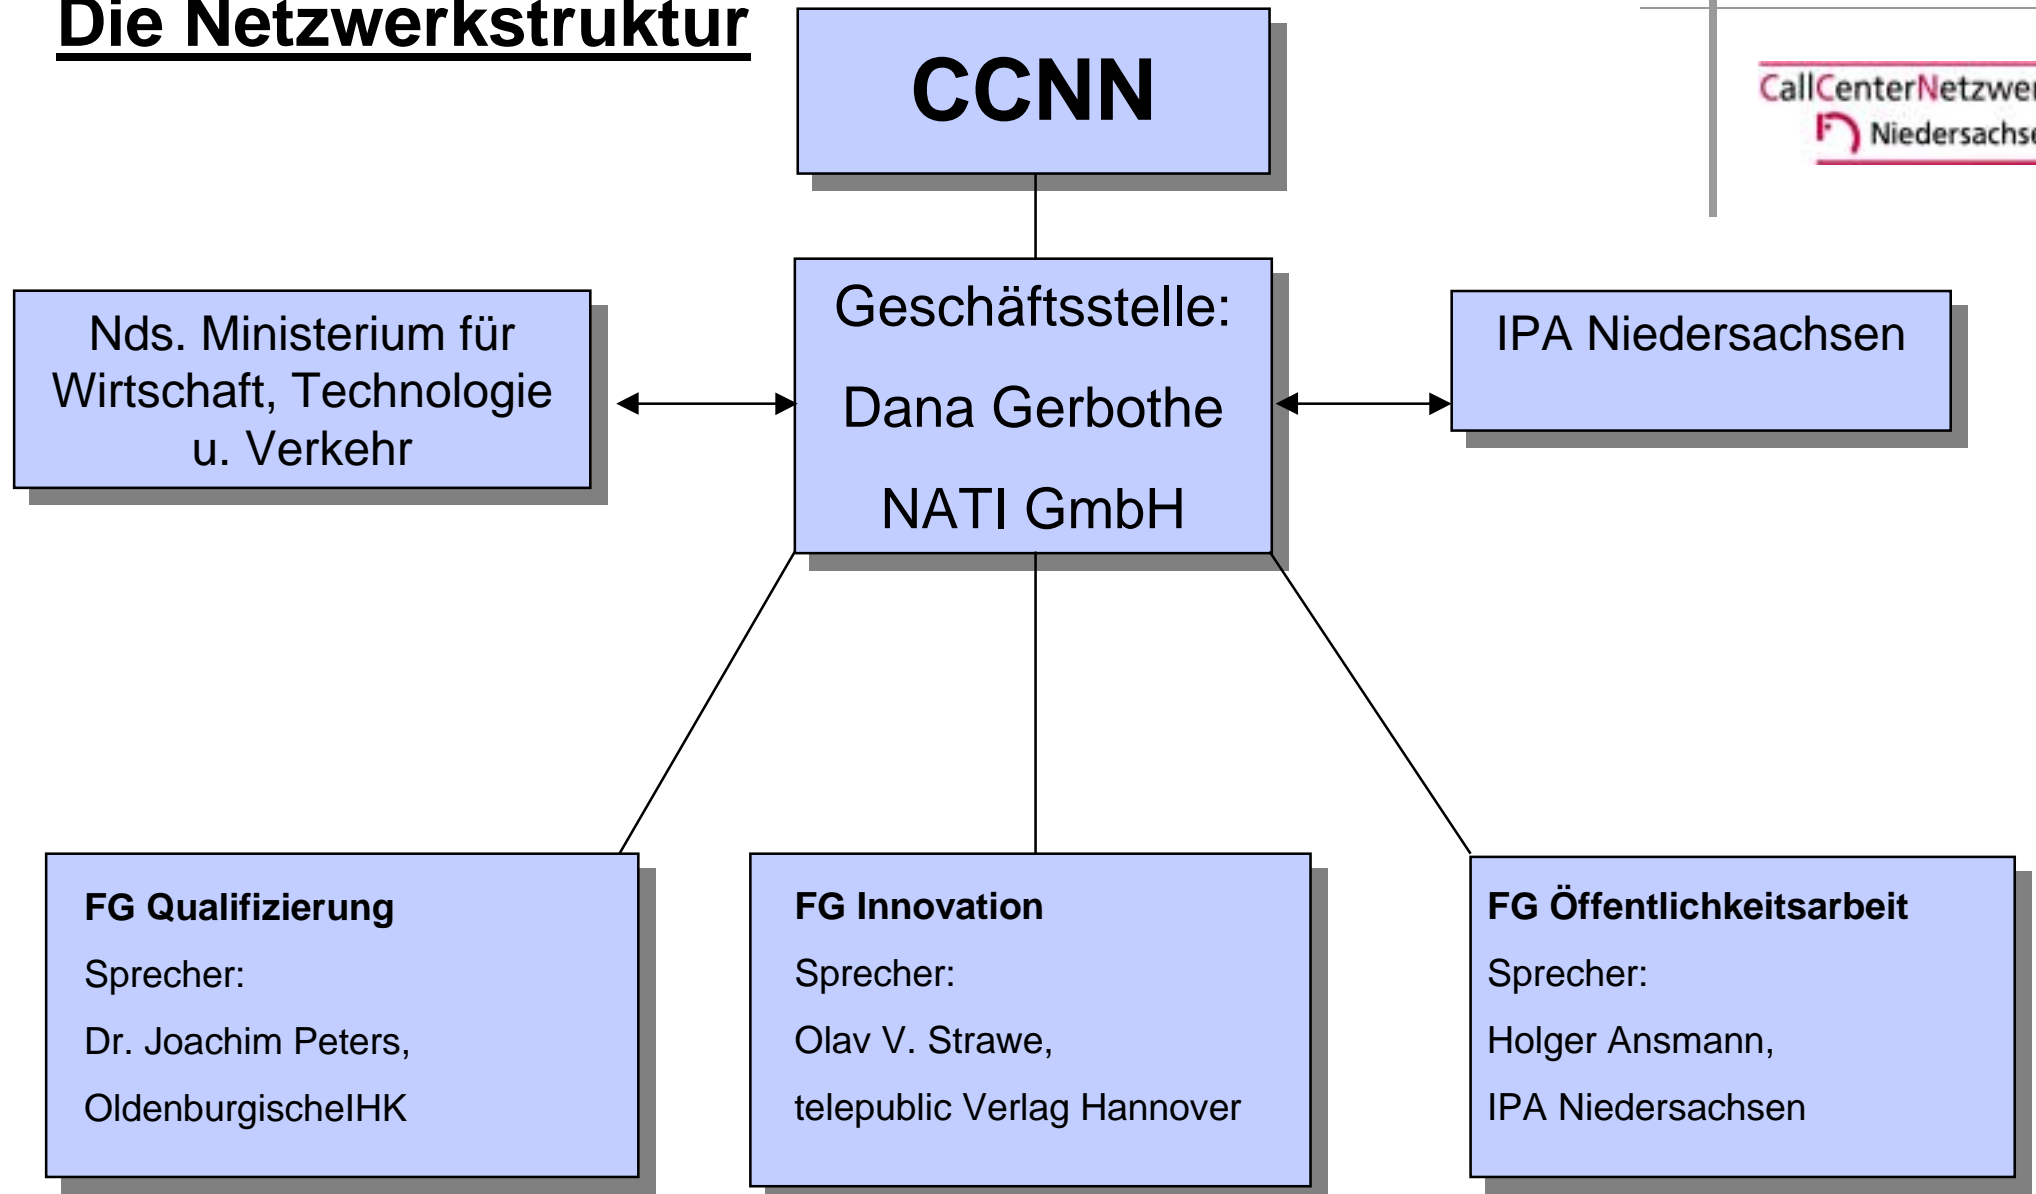 Die Netzwerkstruktur
CCNN
CallCenterNetzwer
Niedersachse
Nds. Ministerium für
Wirtschaft, Technologie
u. Verkehr
Geschäftsstelle:
Dana Gerbothe
NATI GmbH
IPA Niedersachsen
FG Qualifizierung
Sprecher:
Dr. Joachim Peters,
OldenburgischeIHK
FG Innovation
Sprecher:
Olav V. Strawe,
telepublic Verlag Hannover
FG Öffentlichkeitsarbeit
Sprecher:
Holger Ansmann,
IPA Niedersachsen